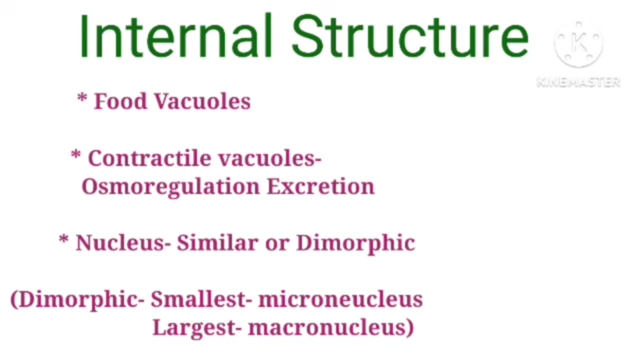 Internal Structure
KINEMASTER
* Food Vacuoles
* Contractile vacuoles-
Osmoregulation Excretion
* Nucleus- Similar or Dimorphic
(Dimorphic- Smallest- microneucleus
Largest- macronucleus)